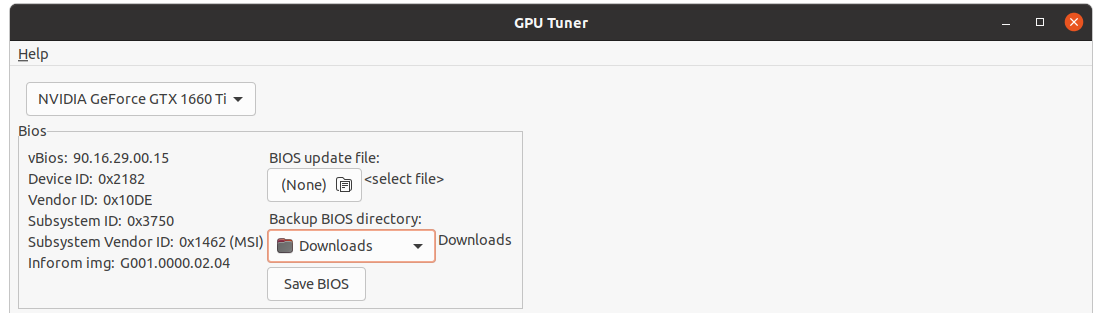 GPU Tuner
Help
NVIDIA GeForce GTX 1660 Ti
Bios
vBios: 90.16.29.00.15
Device ID: 0x2182
Vendor ID: 0x10DE
Subsystem ID: 0x3750
Subsystem Vendor ID: 0x1462 (MSI)
Inforom img: G001.0000.02.04
BIOS update file:
(None) <select file>
Backup BIOS directory:
Downloads Downloads
Save BIOS